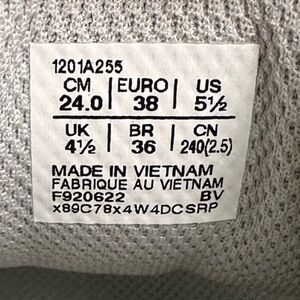 1201A255
CM EURO US
24.0 38 5½
UK BR CN
4½ 36 240(2.5)
MADE IN VIETNAM
FABRIQUE AU VIETNAM
F920622 BV
x89C78x4W4DCSRP